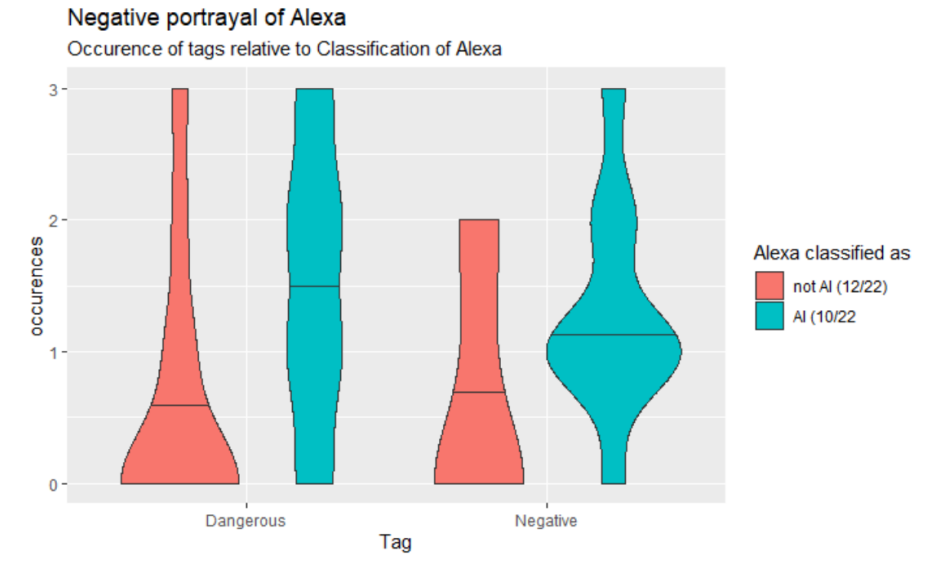 Negative portrayal of Alexa
Occurence of tags relative to Classification of Alexa
3
2
1
0
occurences
Dangerous
Negative
Tag
Alexa classified as
not AI (12/22)
AI (10/22